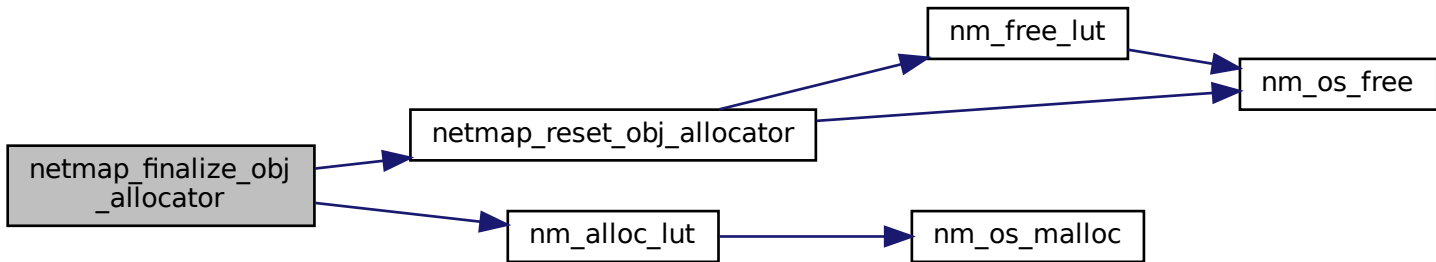 netmap_finalize_obj
_allocator
netmap_reset_obj_allocator
nm_free_lut
nm_os_free
nm_alloc_lut
nm_os_malloc